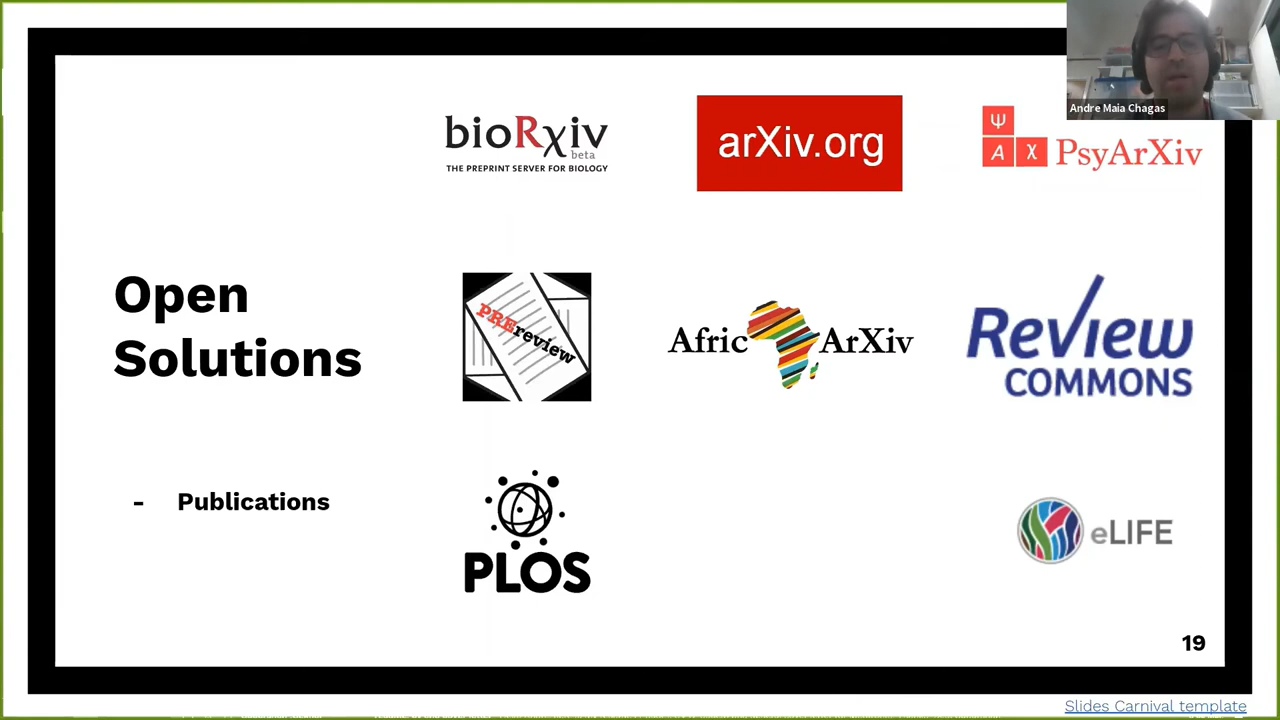 Andre Maia Chagas
bioRxiv
beta
THE PREPRINT SERVER FOR BIOLOGY
arXiv.org
Ψ
A χ PsyArXiv
Open
Solutions
PREreview
Afric ArXiv
Review
COMMONS
- Publications
PLOS
eLIFE
19
Slides Carnival template